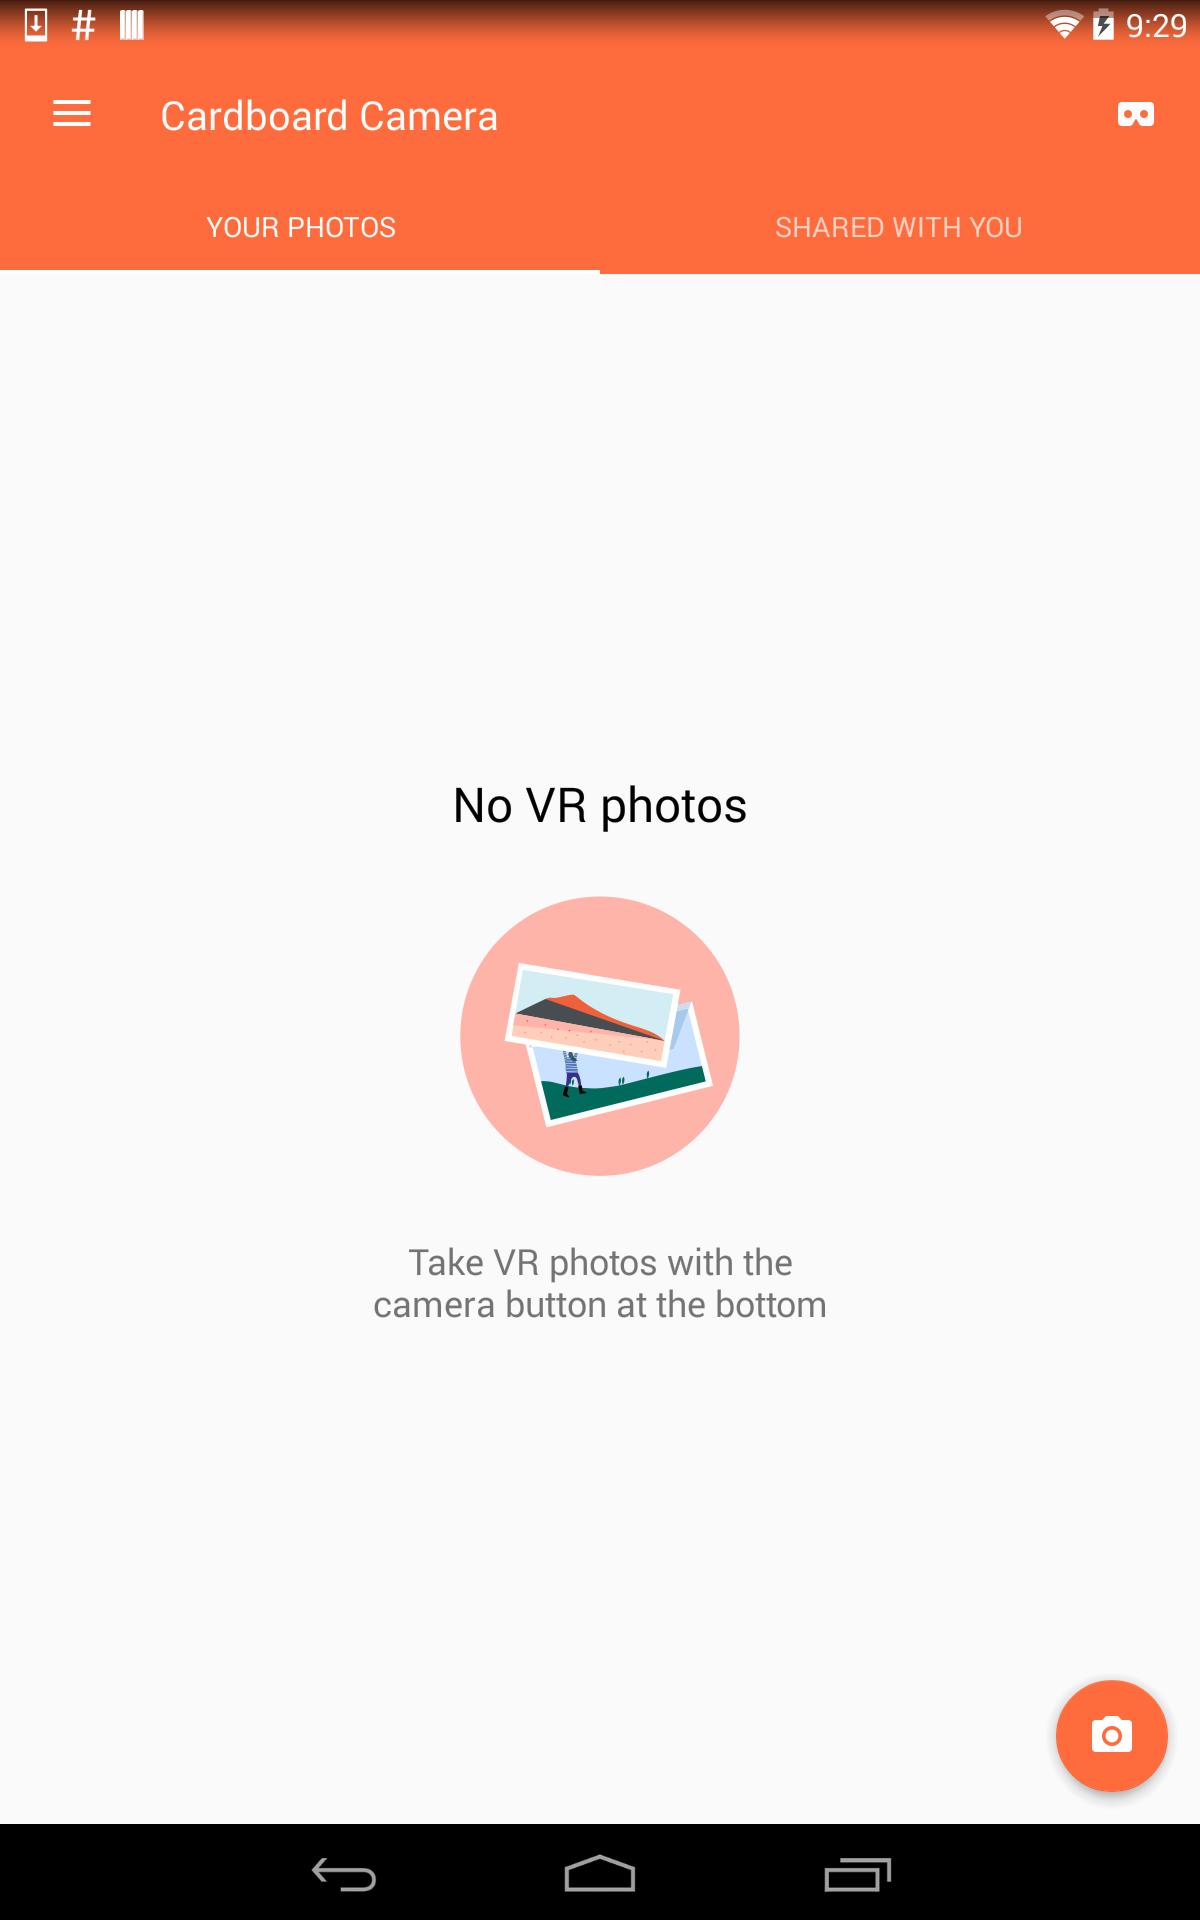 9:29
Cardboard Camera
YOUR PHOTOS
SHARED WITH YOU
No VR photos
Take VR photos with the
camera button at the bottom